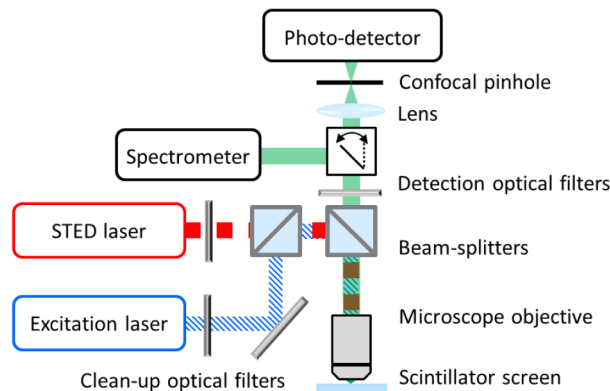 Photo-detector
Confocal pinhole
Lens
Spectrometer
Detection optical filters
STED laser
Beam-splitters
Excitation laser
Microscope objective
Clean-up optical filters
Scintillator screen